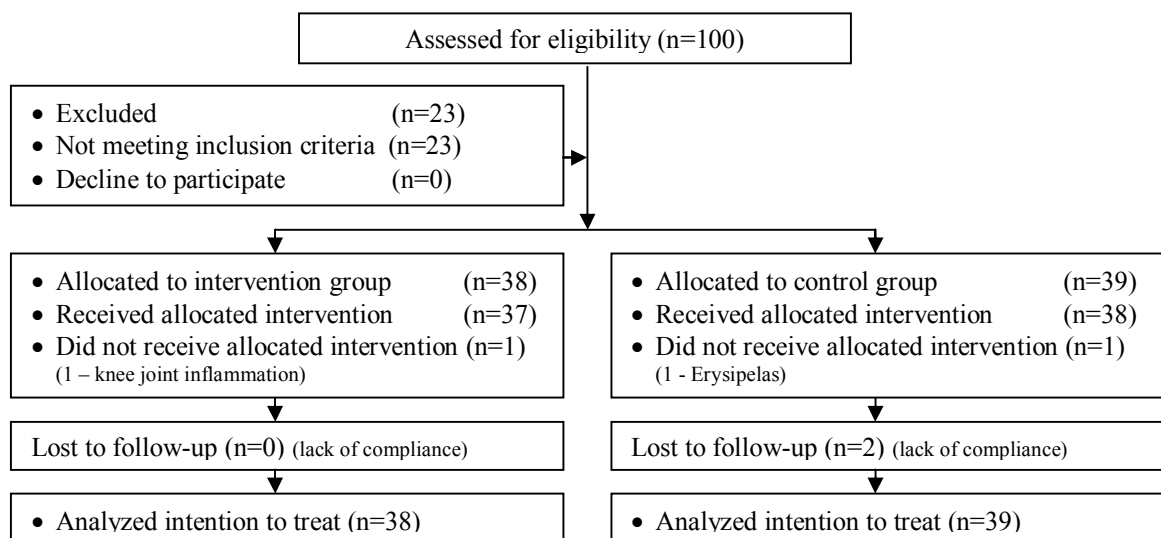 Assessed for eligibility (n=100)
• Excluded (n=23)
• Not meeting inclusion criteria (n=23)
• Decline to participate (n=0)
• Allocated to intervention group (n=38)
• Received allocated intervention (n=37)
• Did not receive allocated intervention (n=1)
(1 – knee joint inflammation)
• Allocated to control group (n=39)
• Received allocated intervention (n=38)
• Did not receive allocated intervention (n=1)
(1 - Erysipelas)
Lost to follow-up (n=0) (lack of compliance)
Lost to follow-up (n=2) (lack of compliance)
• Analyzed intention to treat (n=38)
• Analyzed intention to treat (n=39)